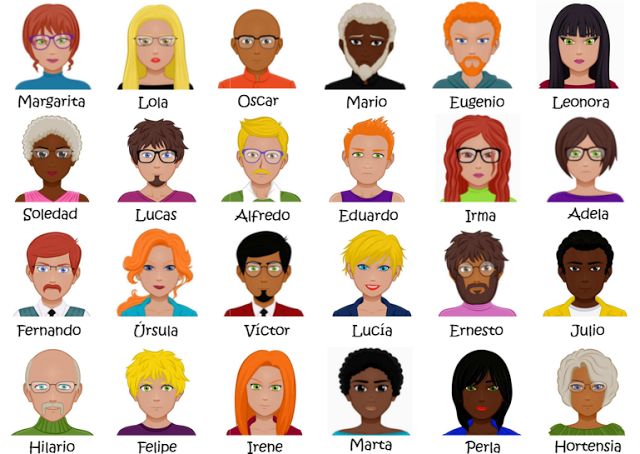 Margarita Lola Oscar Mario Eugenio Leonora
Soledad Lucas Alfredo Eduardo Irma Adela
Fernando Úrsula Víctor Lucía Ernesto Julio
Hilario Felipe Irene Marta Perla Hortensia